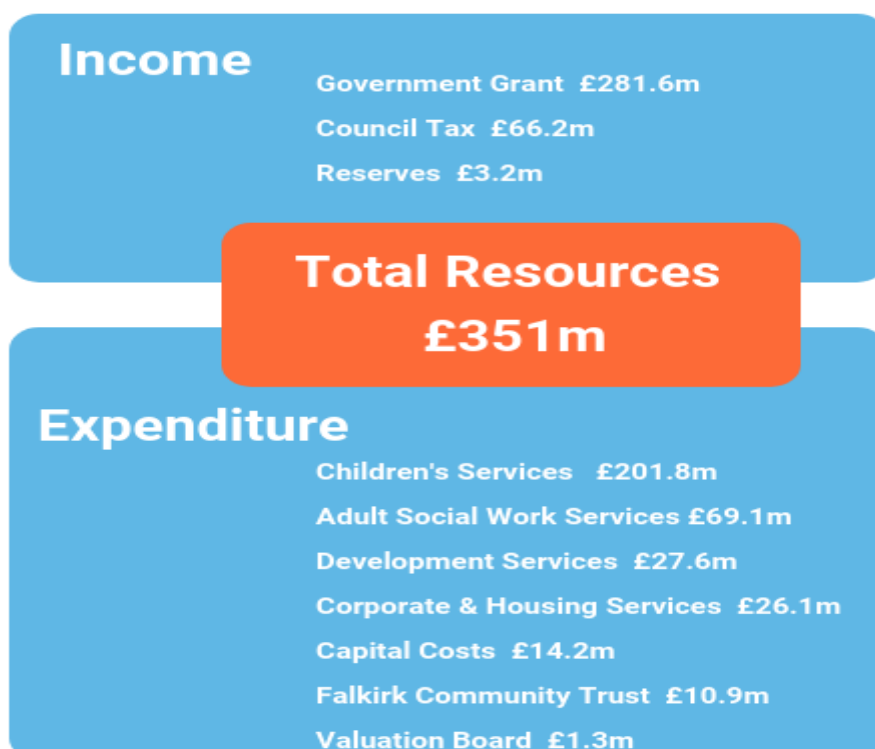 Income
Government Grant £281.6m
Council Tax £66.2m
Reserves £3.2m
Total Resources
£351m
Expenditure
Children's Services £201.8m
Adult Social Work Services £69.1m
Development Services £27.6m
Corporate & Housing Services £26.1m
Capital Costs £14.2m
Falkirk Community Trust £10.9m
Valuation Board £1.3m